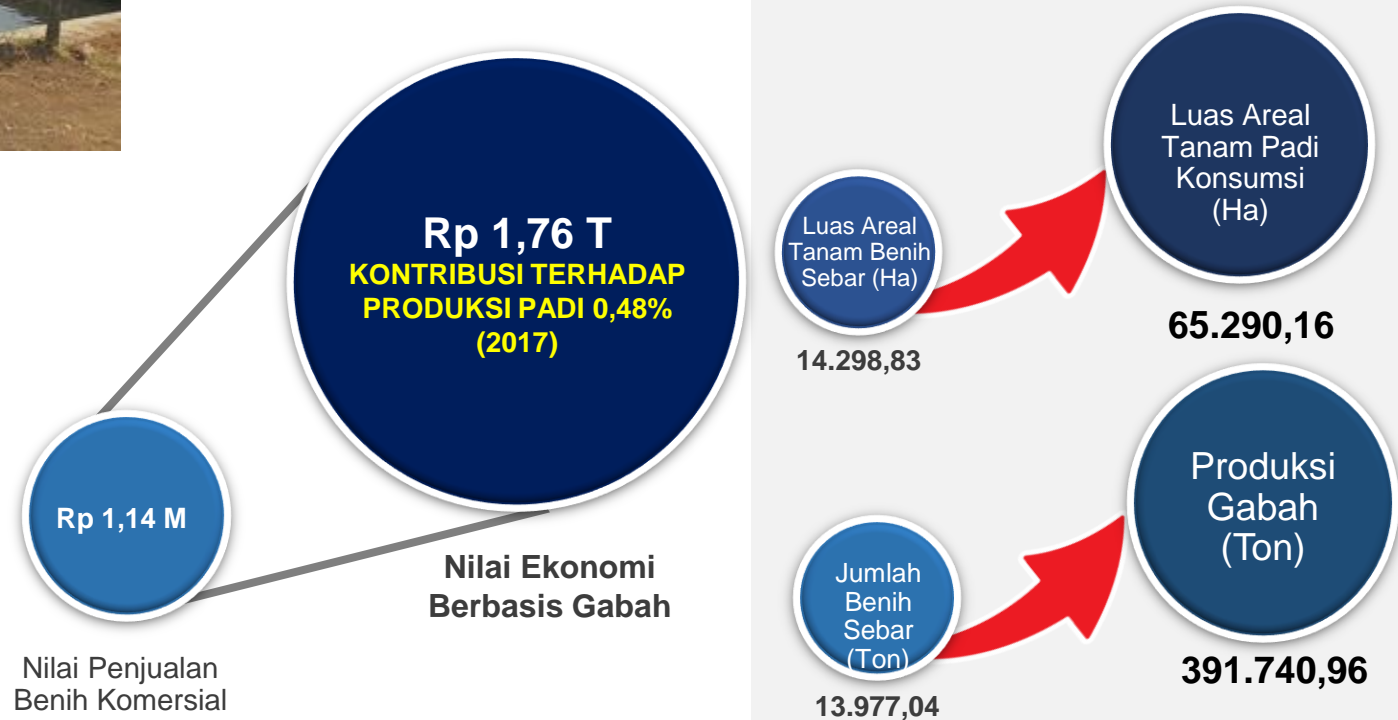 Rp 1,76 T
KONTRIBUSI TERHADAP
PRODUKSI PADI 0,48%
(2017)
Rp 1,14 M
Nilai Ekonomi
Berbasis Gabah
Nilai Penjualan
Benih Komersial
Luas Areal
Tanam Benih
Sebar (Ha)
14.298,83
Luas Areal
Tanam Padi
Konsumsi
(Ha)
65.290,16
Jumlah
Benih
Sebar
(Ton)
13.977,04
Produksi
Gabah
(Ton)
391.740,96